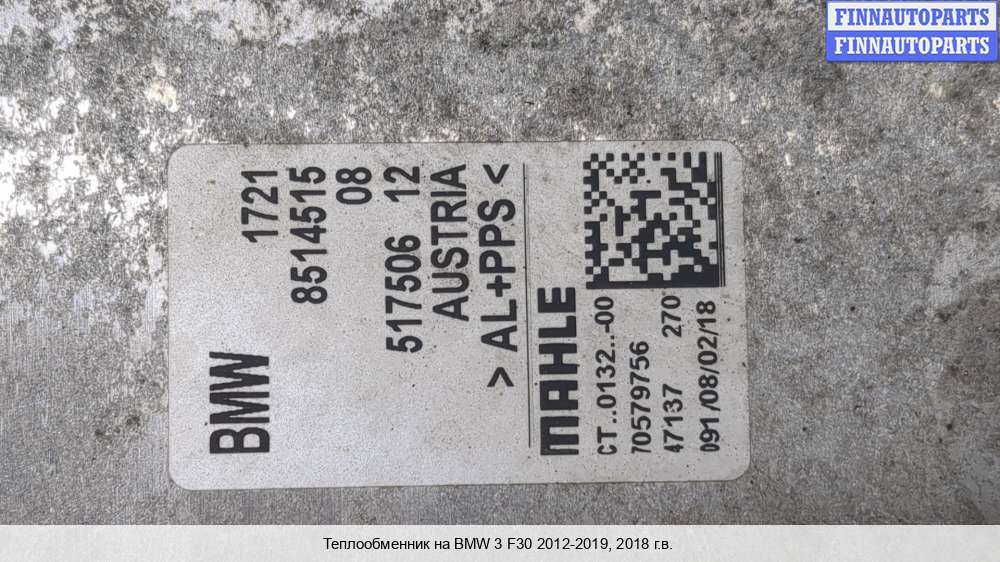 FINNAUTOPARTS
FINNAUTOPARTS
BMW 1721
8514515
08
517506 12
AUSTRIA
> AL+PPS <
MAHLE
CT..0132..-00
70579756
47137 270
091/08/02/18
Теплообменник на BMW 3 F30 2012-2019, 2018 г.в.